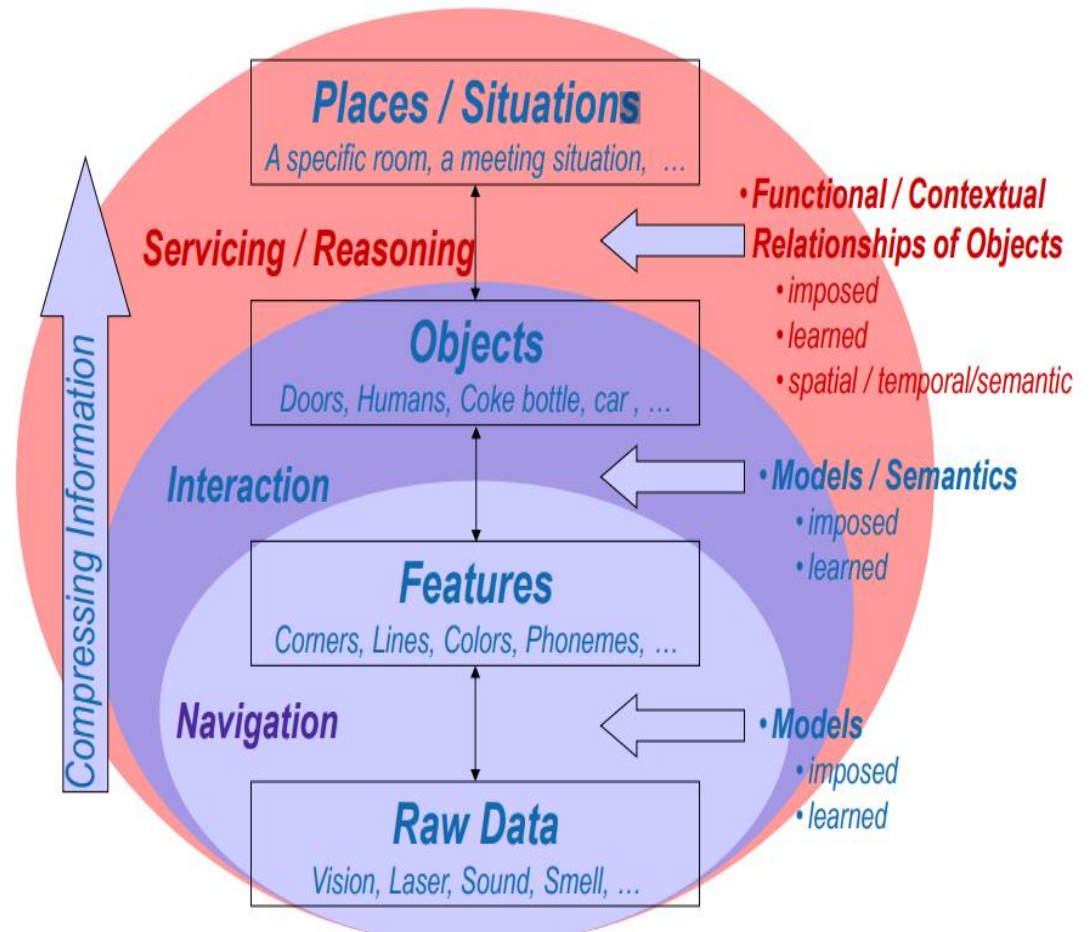 Places / Situations
A specific room, a meeting situation, …
Servicing / Reasoning
• Functional / Contextual
Relationships of Objects
• imposed
• learned
• spatial / temporal/semantic
Objects
Doors, Humans, Coke bottle, car , …
Interaction
• Models / Semantics
• imposed
• learned
Features
Corners, Lines, Colors, Phonemes, …
Navigation
• Models
• imposed
• learned
Raw Data
Vision, Laser, Sound, Smell, …
Compressing Information